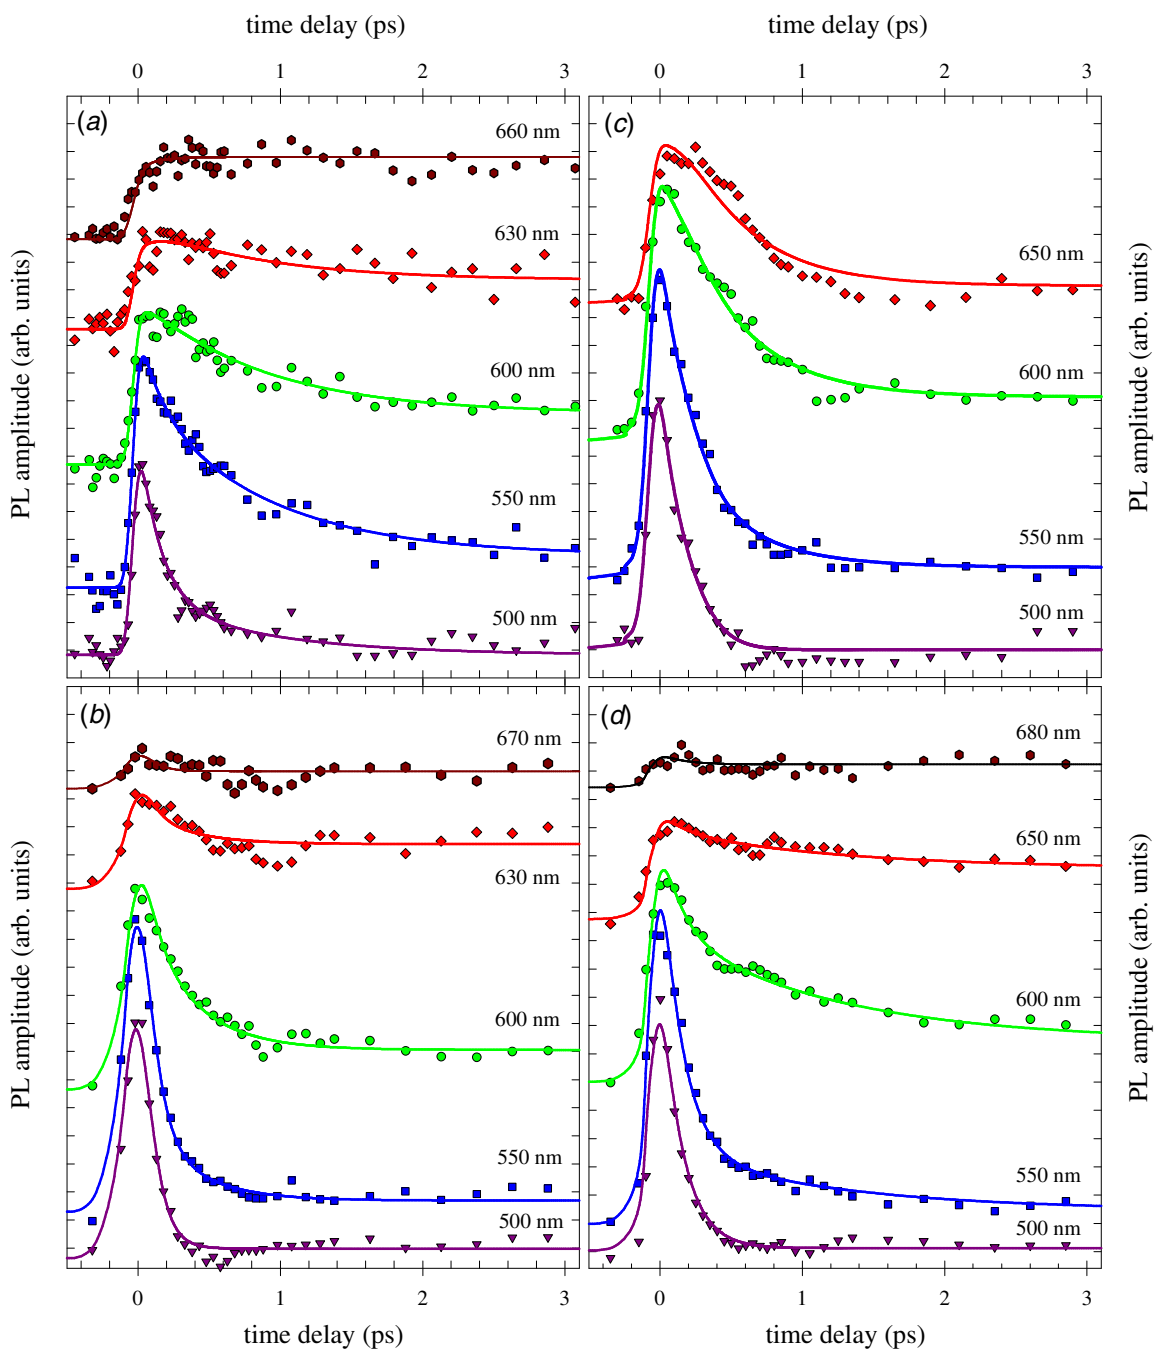 time delay (ps)
time delay (ps)
0 1 2 3
0 1 2 3
PL amplitude (arb. units)
(a)
660 nm
630 nm
600 nm
550 nm
500 nm
(c)
650 nm
600 nm
550 nm
500 nm
PL amplitude (arb. units)
PL amplitude (arb. units)
(b)
670 nm
630 nm
600 nm
550 nm
500 nm
(d)
680 nm
650 nm
600 nm
550 nm
500 nm
PL amplitude (arb. units)
0 1 2 3
0 1 2 3
time delay (ps)
time delay (ps)